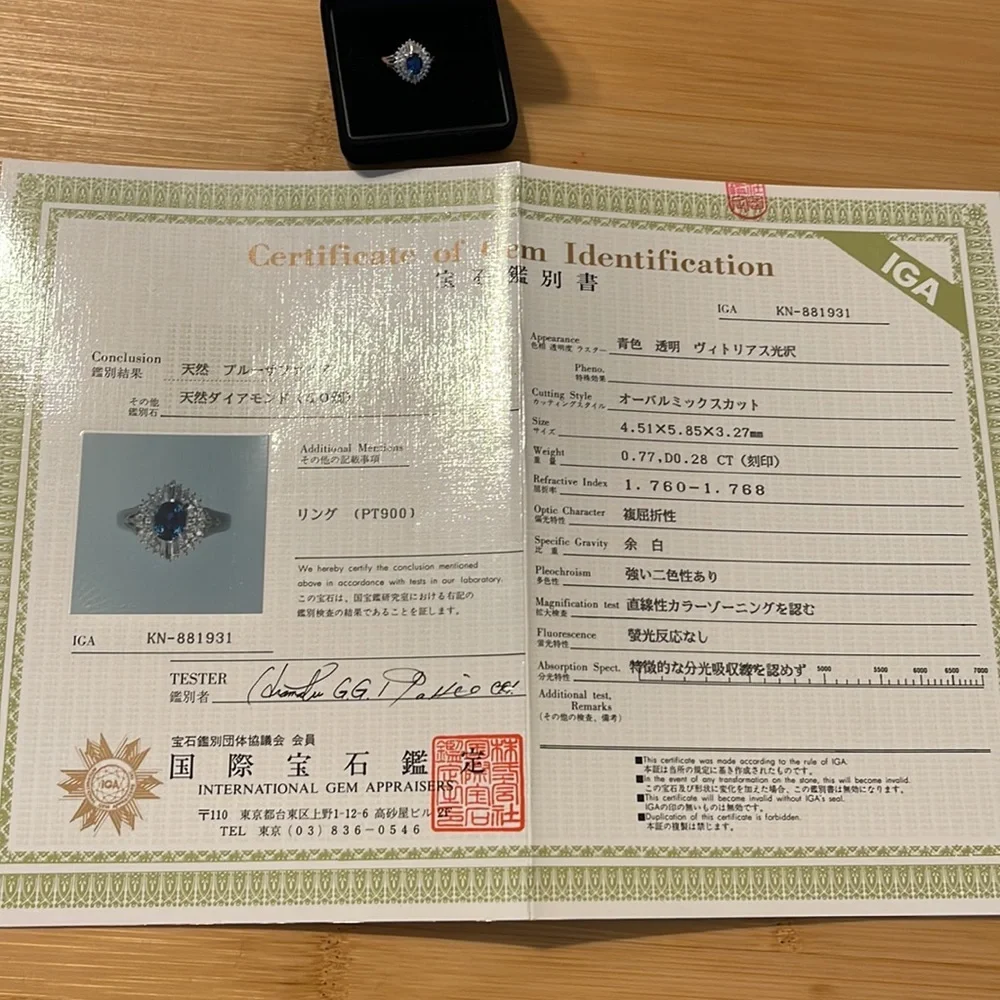 Certificate of Gem Identification
宝石鑑別書
IGA
IGA KN-881931
Conclusion
鑑別結果
天然 ブルーサファイア
その他
鑑別石
天然ダイアモンド
Additional Mentions
その他の記載事項
リング (PT900)
We hereby certify the conclusion mentioned
above in accordance with tests in our laboratory.
この宝石は、国宝鑑研究室における右記の
鑑別検査の結果であることを証します。
IGA KN-881931
TESTER
鑑別者
宝石鑑別団体協議会 会員
国際宝石鑑定
INTERNATIONAL GEM APPRAISERS
〒110 東京都台東区上野1-12-6 高砂屋ビル 2F
TEL 東京 (03) 836-0546
IGA
Appearance
色相 透明度 ラスター
青色 透明 ヴィトリアス光沢
Pheno.
特殊効果
Cutting Style
カッティングスタイル
オーバルミックスカット
Size
サイズ
4.51×5.85×3.27mm
Weight
重量
0.77,D0.28 CT (刻印)
Refractive Index
屈折率
1.760-1.768
Optic Character
偏光特性
複屈折性
Specific Gravity
比重
余白
Pleochroism
多色性
強い二色性あり
Magnification test
拡大検査
直線性カラーゾーニングを認む
Fluorescence
蛍光特性
螢光反応なし
Absorption Spect.
分光特性
特徴的な分光吸収線を認めず
5000 5500 6000 6500 7000
Additional test,
Remarks
(その他の検査、備考)
■This certificate was made according to the rule of IGA.
本証は当所の規定に基き作成されたものです。
■In the event of any transformation on the stone, this will become invalid.
この宝石及び形状に変化を加えた場合、この鑑別書は無効になります。
■This certificate will become invalid without IGA's seal.
IGAの印の無いものは無効です。
■Duplication of this certificate is forbidden.
本証の複製は禁じます。